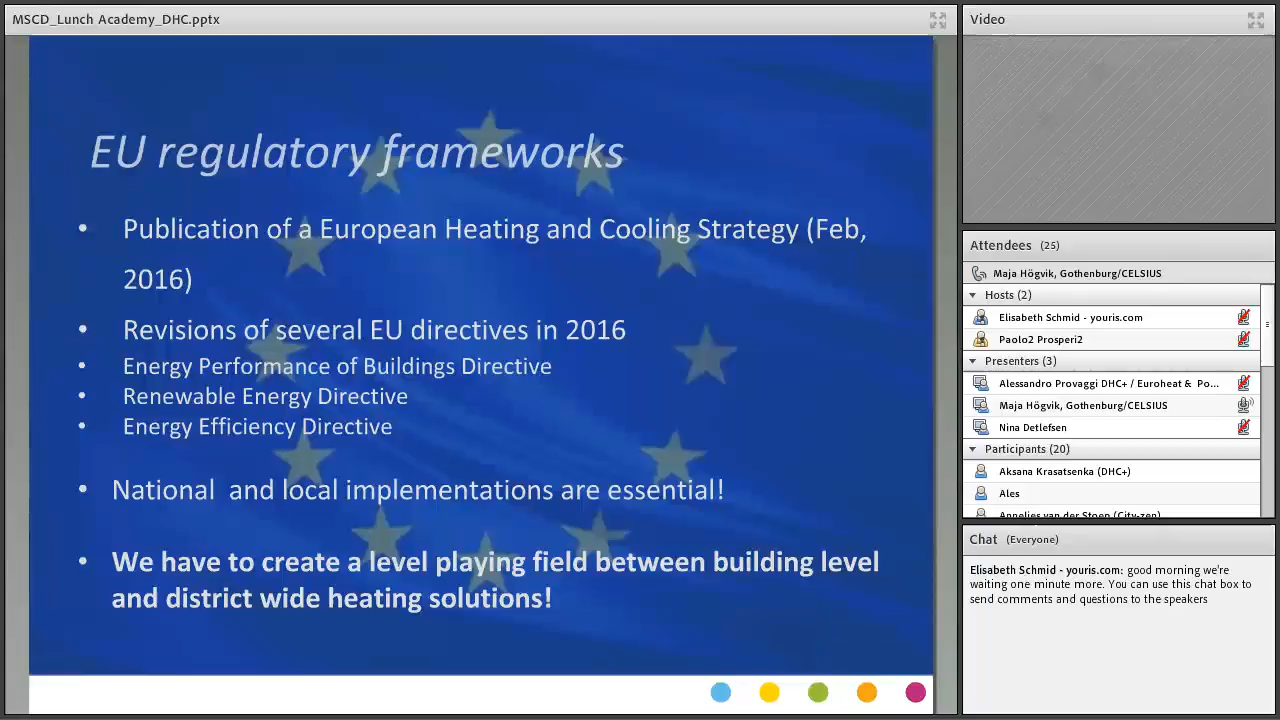 MSCD_Lunch Academy_DHC.pptx
EU regulatory frameworks
• Publication of a European Heating and Cooling Strategy (Feb,
2016)
• Revisions of several EU directives in 2016
• Energy Performance of Buildings Directive
• Renewable Energy Directive
• Energy Efficiency Directive
• National and local implementations are essential!
• We have to create a level playing field between building level
and district wide heating solutions!
Video
Attendees (25)
Maja Högvik, Gothenburg/CELSIUS
Hosts (2)
Elisabeth Schmid - youris.com
Paolo2 Prosperi2
Presenters (3)
Alessandro Provaggi DHC+ / Euroheat & Po...
Maja Högvik, Gothenburg/CELSIUS
Nina Detlefsen
Participants (20)
Aksana Krasatsenka (DHC+)
Ales
Annelies van der Stoep (City-zen)
Chat (Everyone)
Elisabeth Schmid - youris.com: good morning we're
waiting one minute more. You can use this chat box to
send comments and questions to the speakers